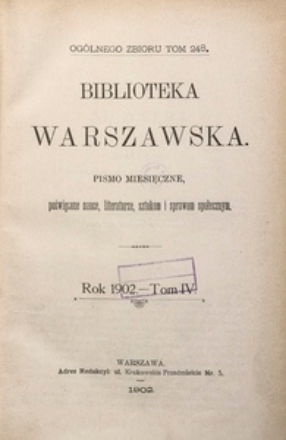 OGÓLNEGO ZBIORU TOM 248.
BIBLIOTEKA
WARSZAWSKA.
PISMO MIESIĘCZNE,
poświęcone nauce, literaturze, sztukom i sprawom społecznym.
Rok 1902.—Tom IV.
WARSZAWA.
Adres Redakcyi: ul. Krakowskie Przedmieście Nr. 5.
1902.